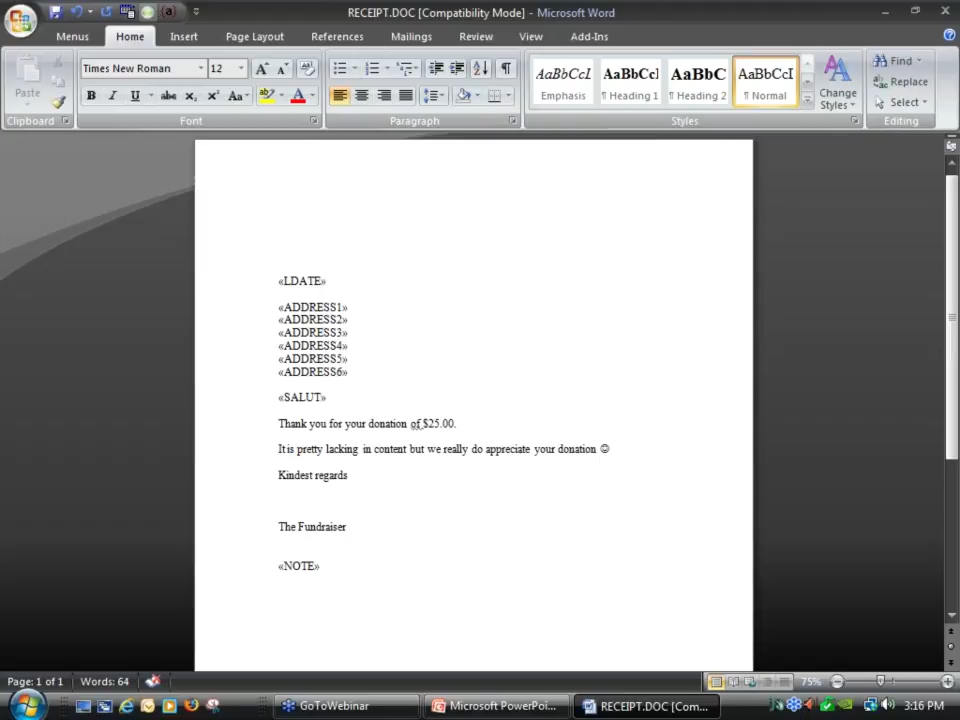 RECEIPT.DOC [Compatibility Mode] - Microsoft Word
Menus Home Insert Page Layout References Mailings Review View Add-Ins
Paste
Times New Roman 12
Find
Replace
Select
B I U abc X₂ X² Aa A
AaBbCcI AaBbCcI AaBbC AaBbCcI
Emphasis ¶ Heading 1 ¶ Heading 2 ¶ Normal
Change Styles
Clipboard Font Paragraph Styles Editing
«LDATE»
«ADDRESS1»
«ADDRESS2»
«ADDRESS3»
«ADDRESS4»
«ADDRESS5»
«ADDRESS6»
«SALUT»
Thank you for your donation of $25.00.
It is pretty lacking in content but we really do appreciate your donation ☺
Kindest regards
The Fundraiser
«NOTE»
Page: 1 of 1 Words: 64 75%
GoToWebinar Microsoft PowerPoi... RECEIPT.DOC [Com... 3:16 PM